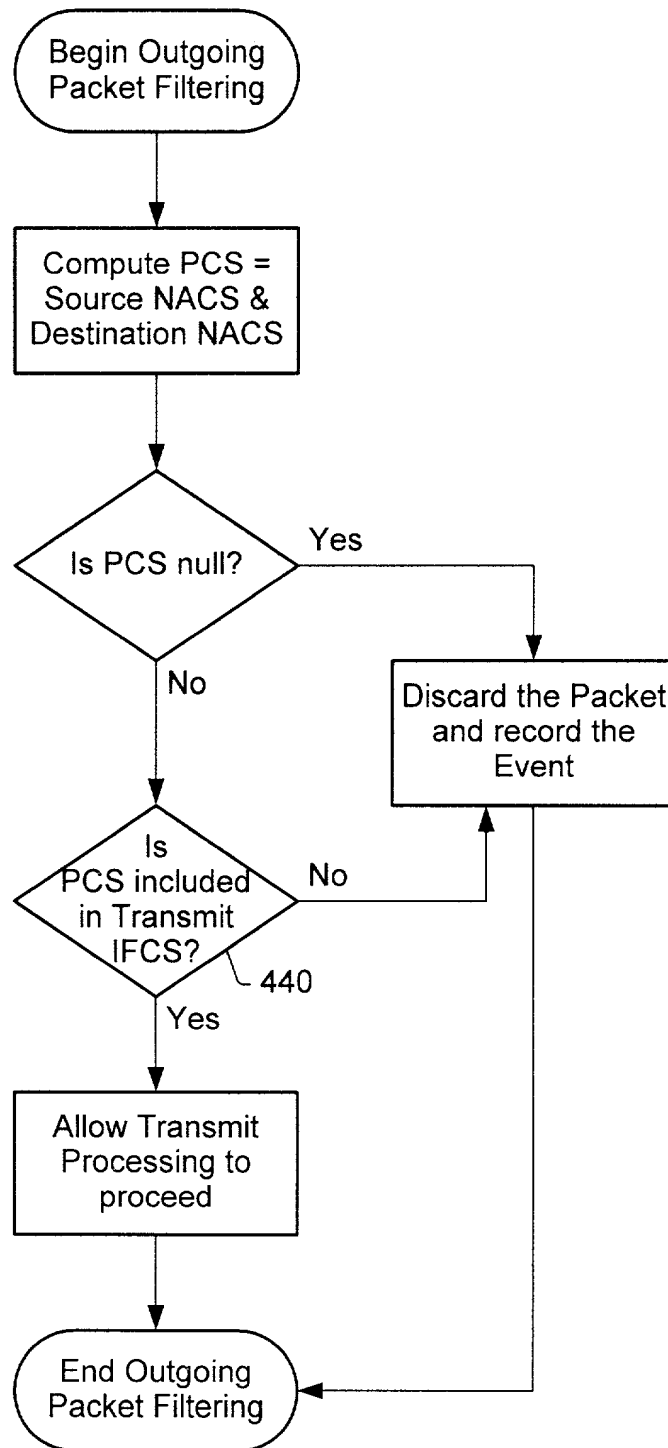 Begin Outgoing
Packet Filtering
Compute PCS =
Source NACS &
Destination NACS
Is PCS null?
Yes
No
Discard the Packet
and record the
Event
Is
PCS included
in Transmit
IFCS?
No
440
Yes
Allow Transmit
Processing to
proceed
End Outgoing
Packet Filtering